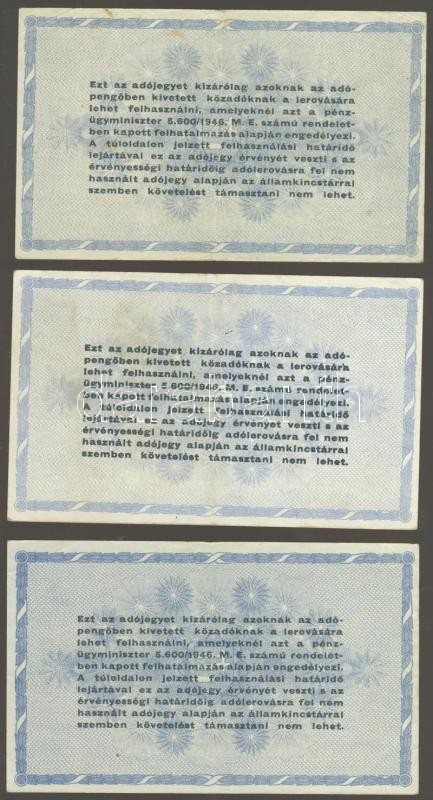 Ezt az adójegyet kizárólag azoknak az adó-
pengőben kivetett közadóknak a lerovására
lehet felhasználni, amelyeknél azt a pénz-
ügyminiszter 5.600/1946. M. E. számú rendelet-
ben kapott felhatalmazás alapján engedélyezi.
A túloldalon jelzett felhasználási határidő
lejártával ez az adójegy érvényét veszti s az
érvényességi határidőig adólerovásra fel nem
használt adójegy alapján az államkincstárral
szemben követelést támasztani nem lehet.
Ezt az adójegyet kizárólag azoknak az adó-
pengőben kivetett közadóknak a lerovására
lehet felhasználni, amelyeknél azt a pénz-
ügyminiszter 5.600/1946. M. E. számú rendelet-
ben kapott felhatalmazás alapján engedélyezi.
A túloldalon jelzett felhasználási határidő
lejártával ez az adójegy érvényét veszti s az
érvényességi határidőig adólerovásra fel nem
használt adójegy alapján az államkincstárral
szemben követelést támasztani nem lehet.
Ezt az adójegyet kizárólag azoknak az adó-
pengőben kivetett közadóknak a lerovására
lehet felhasználni, amelyeknél azt a pénz-
ügyminiszter 5.600/1946. M. E. számú rendelet-
ben kapott felhatalmazás alapján engedélyezi.
A túloldalon jelzett felhasználási határidő
lejártával ez az adójegy érvényét veszti s az
érvényességi határidőig adólerovásra fel nem
használt adójegy alapján az államkincstárral
szemben követelést támasztani nem lehet.